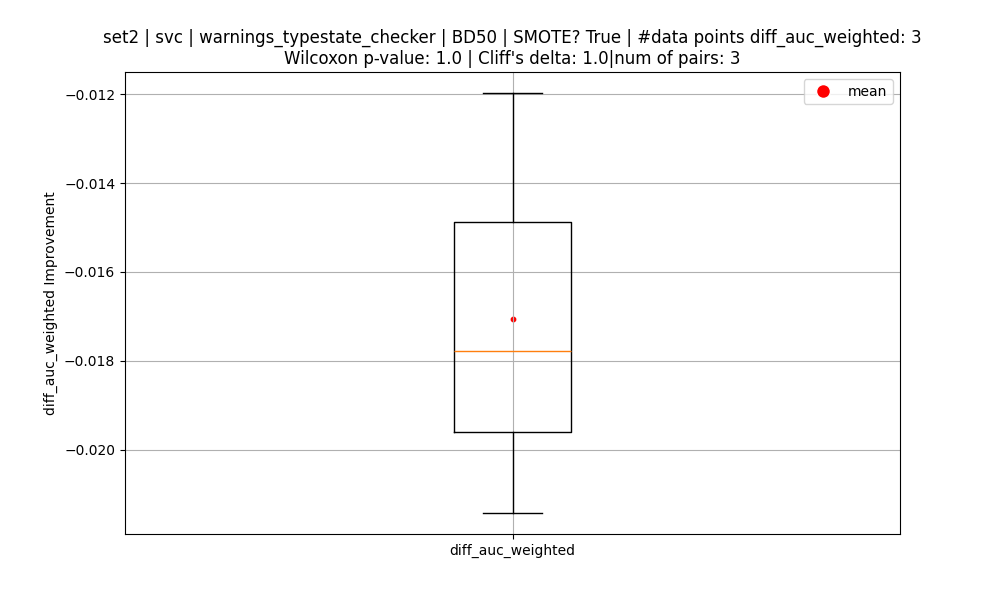 set2 | svc | warnings_typestate_checker | BD50 | SMOTE? True | #data points diff_auc_weighted: 3
Wilcoxon p-value: 1.0 | Cliff's delta: 1.0|num of pairs: 3
mean
−0.012
−0.014
−0.016
−0.018
−0.020
diff_auc_weighted Improvement
diff_auc_weighted